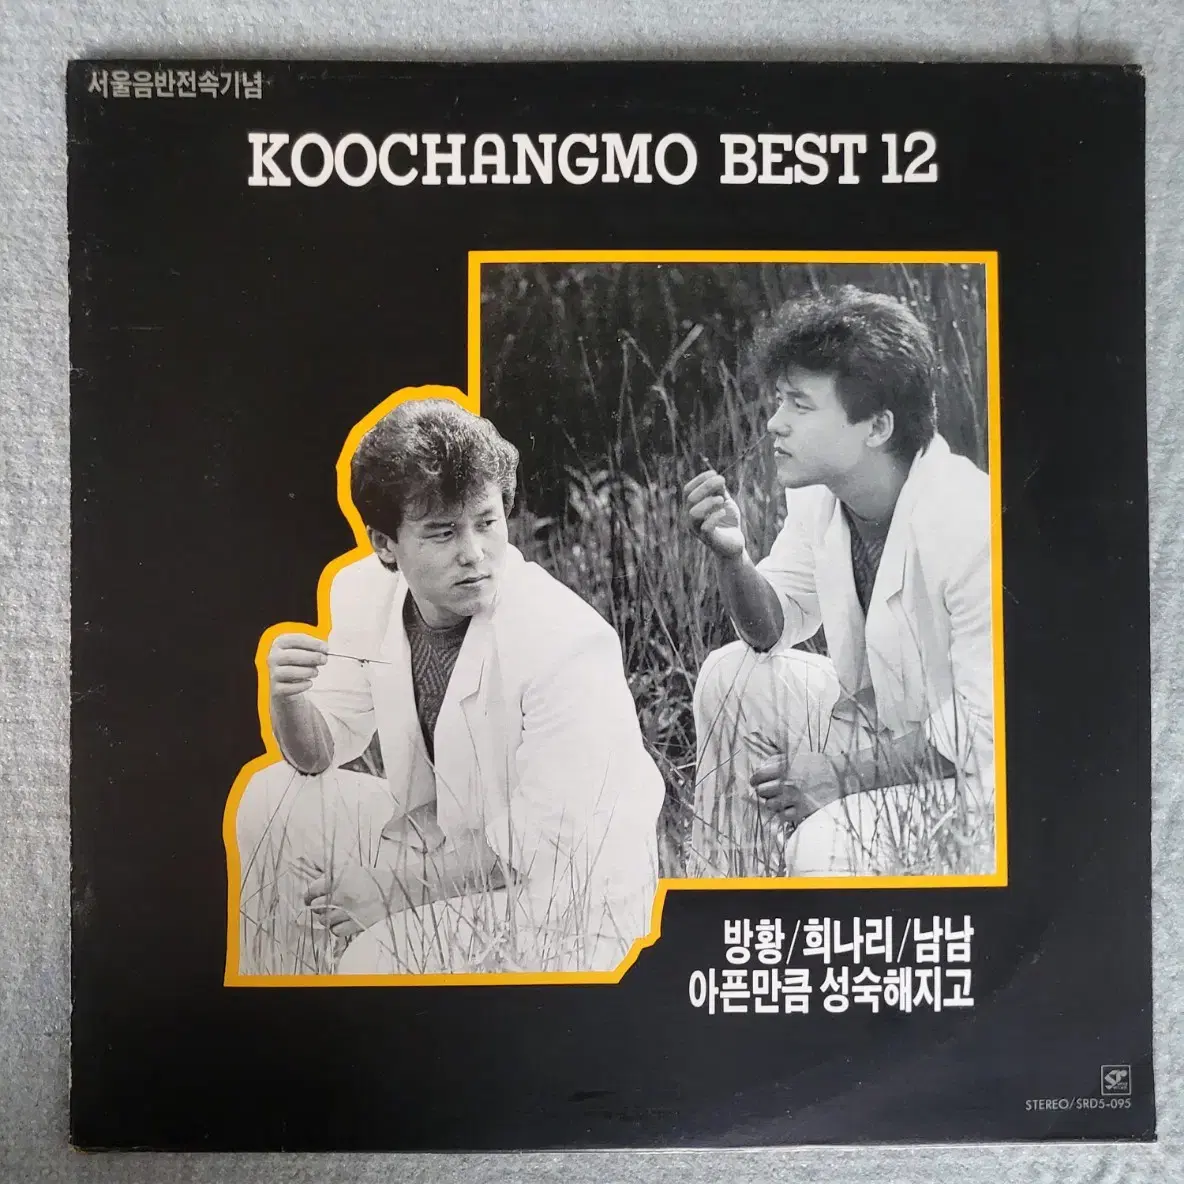 서울음반전속기념
KOOCHANGMO BEST 12
방황/희나리/남남
아픈만큼 성숙해지고
STEREO/SRD5-095